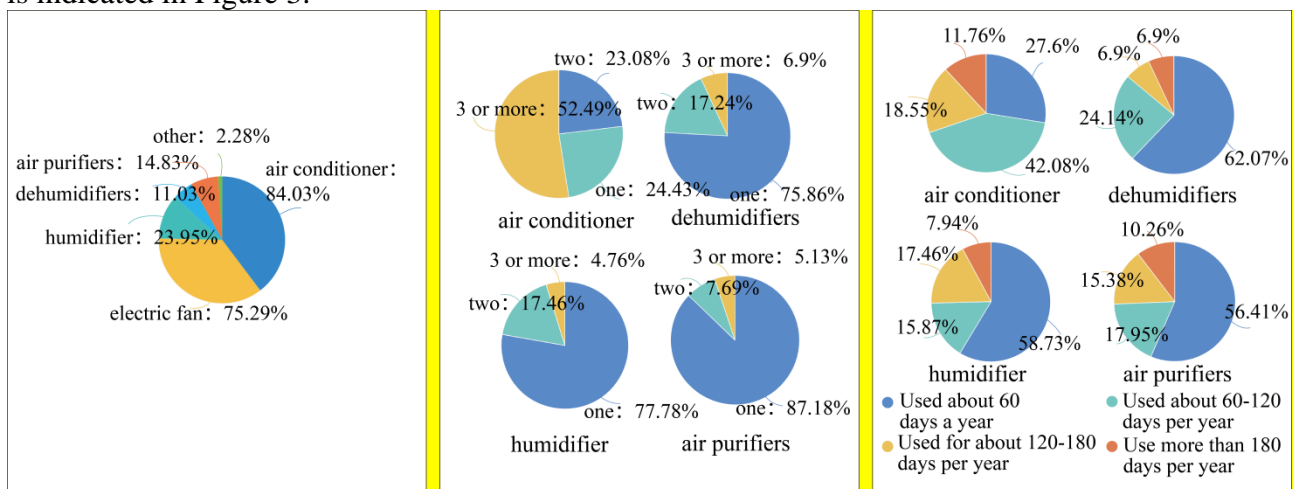 is indicated in Figure 3.
other: 2.28%
air purifiers: 14.83%
air conditioner:
84.03%
dehumidifiers: 11.03%
humidifier: 23.95%
electric fan: 75.29%
two: 23.08%
3 or more: 52.49%
one: 24.43%
air conditioner
3 or more: 6.9%
two: 17.24%
one: 75.86%
dehumidifiers
3 or more: 4.76%
two: 17.46%
one: 77.78%
humidifier
3 or more: 5.13%
two: 7.69%
one: 87.18%
air purifiers
11.76%
27.6%
18.55%
42.08%
air conditioner
6.9%
6.9%
24.14%
62.07%
dehumidifiers
7.94%
17.46%
15.87%
58.73%
humidifier
10.26%
15.38%
17.95%
56.41%
air purifiers
Used about 60
days a year
Used about 60-120
days per year
Used for about 120-180
days per year
Use more than 180
days per year